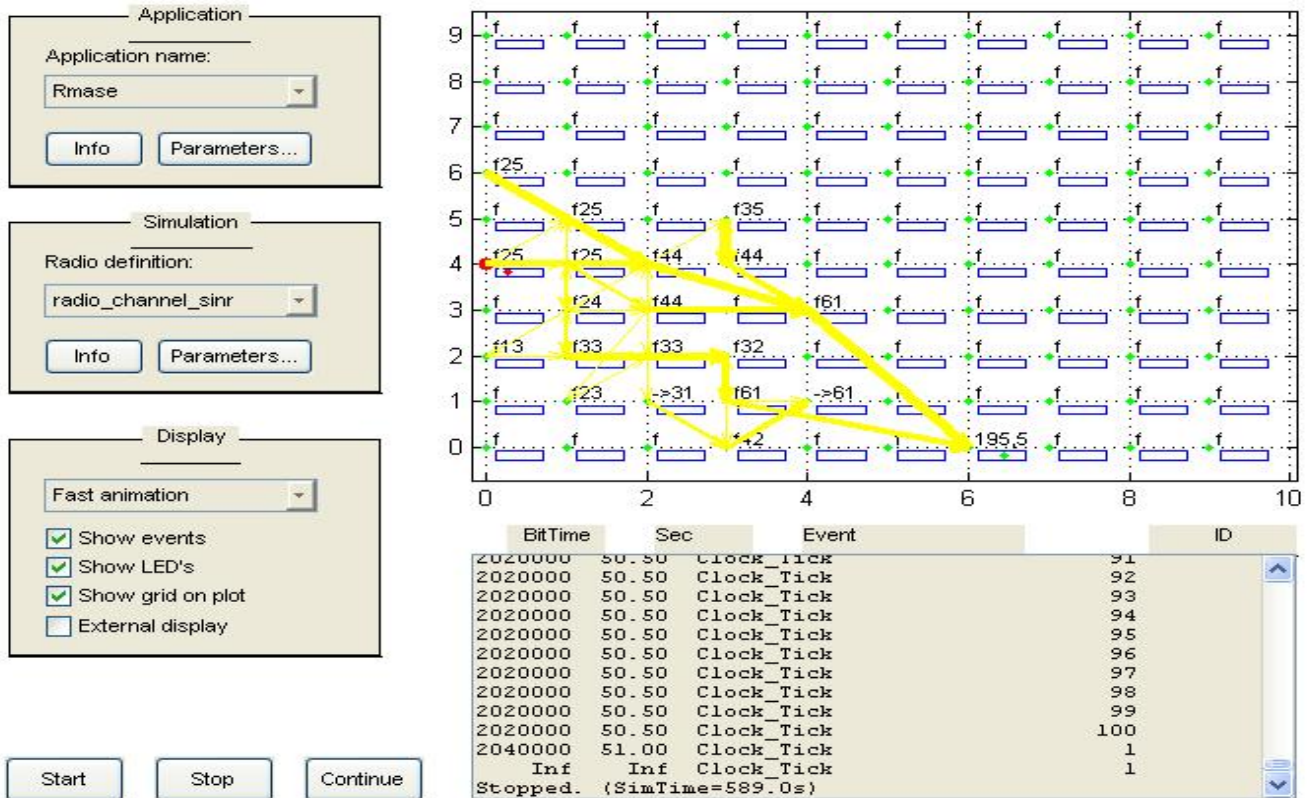 Application
Application name:
Rmase
Info Parameters...
Simulation
Radio definition:
radio_channel_sinr
Info Parameters...
Display
Fast animation
Show events
Show LED's
Show grid on plot
External display
Start Stop Continue
9 f f f f f f f f f f
8 f f f f f f f f f f
7 f f f f f f f f f f
6 f25 f f f f f f f f f
5 f f25 f f35 f f f f f f
4 f25 f25 f44 f44 f f f f f f
3 f f24 f44 f f61 f f f f f
2 f13 f33 f33 f32 f f f f f f
1 f f23 ->31 f61 ->61 f f f f f
0 f f f f42 f f 195,5 f f f
0 2 4 6 8 10
BitTime Sec Event ID
2020000 50.50 Clock_Tick 91
2020000 50.50 Clock_Tick 92
2020000 50.50 Clock_Tick 93
2020000 50.50 Clock_Tick 94
2020000 50.50 Clock_Tick 95
2020000 50.50 Clock_Tick 96
2020000 50.50 Clock_Tick 97
2020000 50.50 Clock_Tick 98
2020000 50.50 Clock_Tick 99
2020000 50.50 Clock_Tick 100
2040000 51.00 Clock_Tick 1
Inf Inf Clock_Tick 1
Stopped. (SimTime=589.0s)